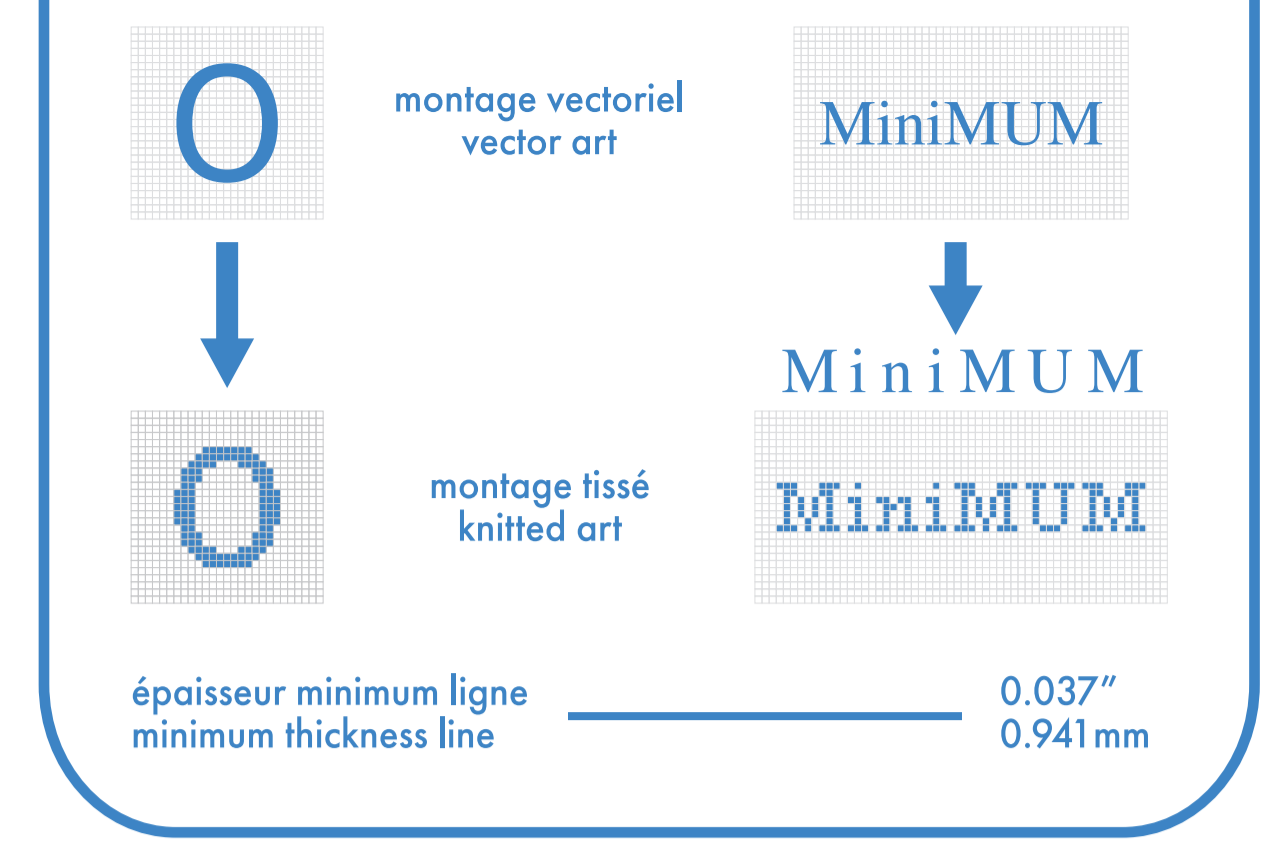 O
montage vectoriel
vector art
MiniMUM
MiniMUM
O
montage tissé
knitted art
MiniMUM
épaisseur minimum ligne
minimum thickness line
0.037"
0.941mm